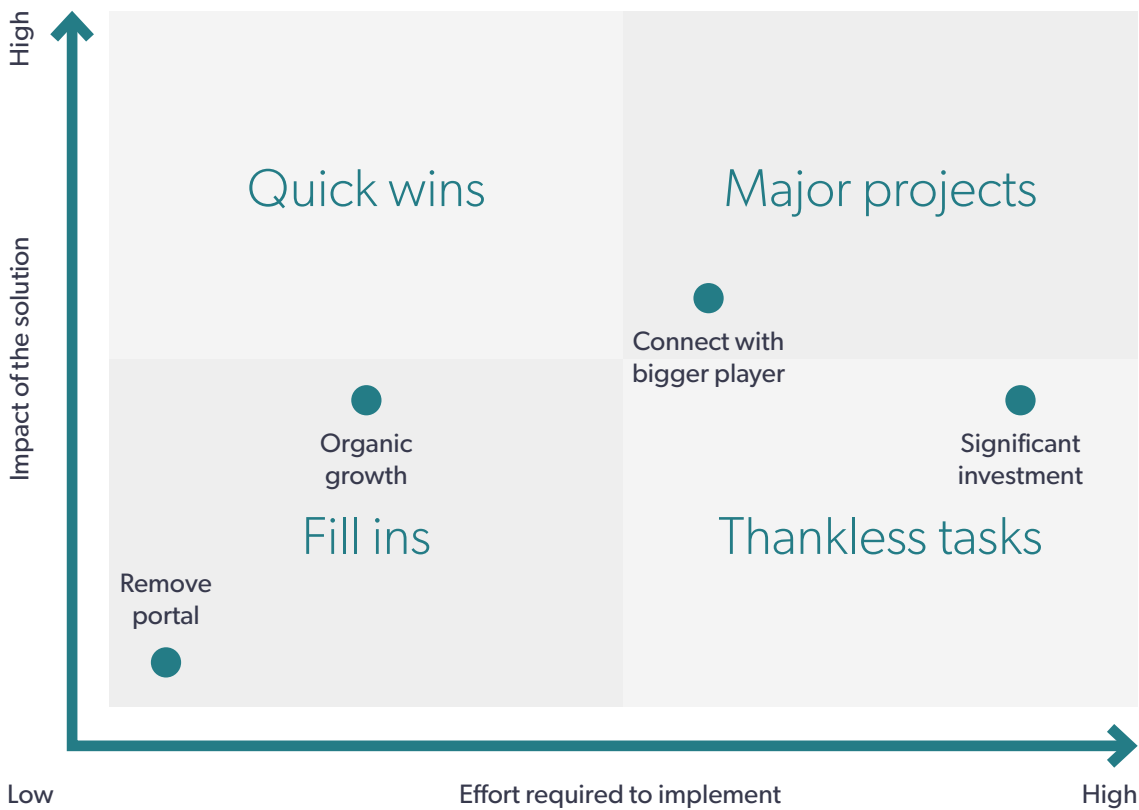 High
Impact of the solution
Quick wins
Major projects
Connect with
bigger player
Organic
growth
Significant
investment
Fill ins
Thankless tasks
Remove
portal
Low
Effort required to implement
High